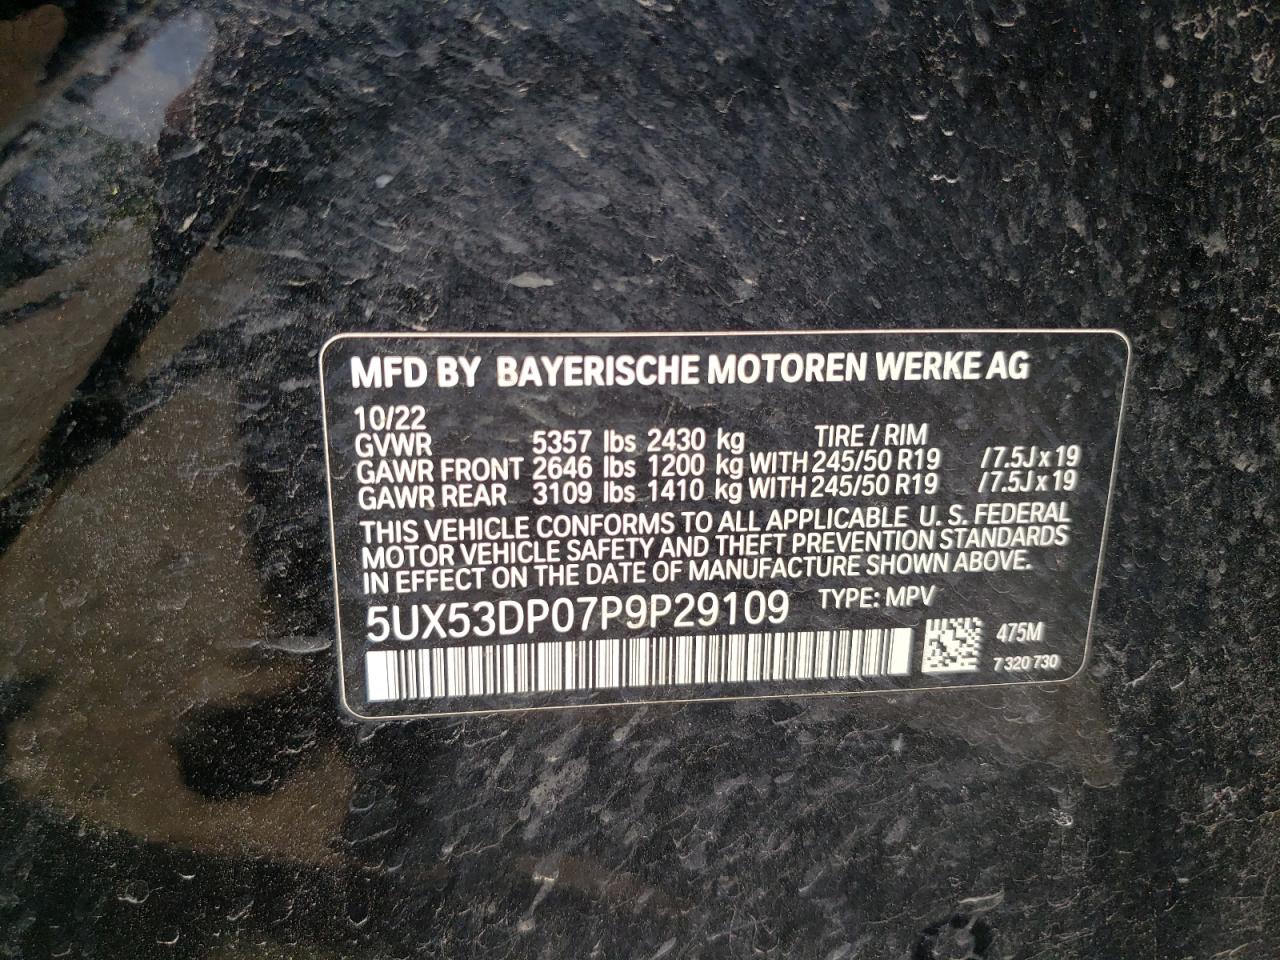 MFD BY BAYERISCHE MOTOREN WERKE AG
10/22
GVWR 5357 lbs 2430 kg TIRE / RIM
GAWR FRONT 2646 lbs 1200 kg WITH 245/50 R19 / 7.5J x 19
GAWR REAR 3109 lbs 1410 kg WITH 245/50 R19 / 7.5J x 19
THIS VEHICLE CONFORMS TO ALL APPLICABLE U. S. FEDERAL
MOTOR VEHICLE SAFETY AND THEFT PREVENTION STANDARDS
IN EFFECT ON THE DATE OF MANUFACTURE SHOWN ABOVE.
5UX53DP07P9P29109 TYPE: MPV
475M
7 320 730